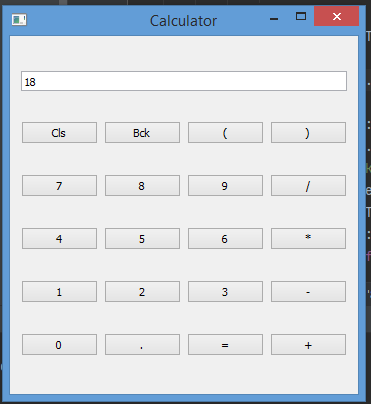 Calculator
18
Cls Bck ( )
7 8 9 /
4 5 6 *
1 2 3 -
0 . = +